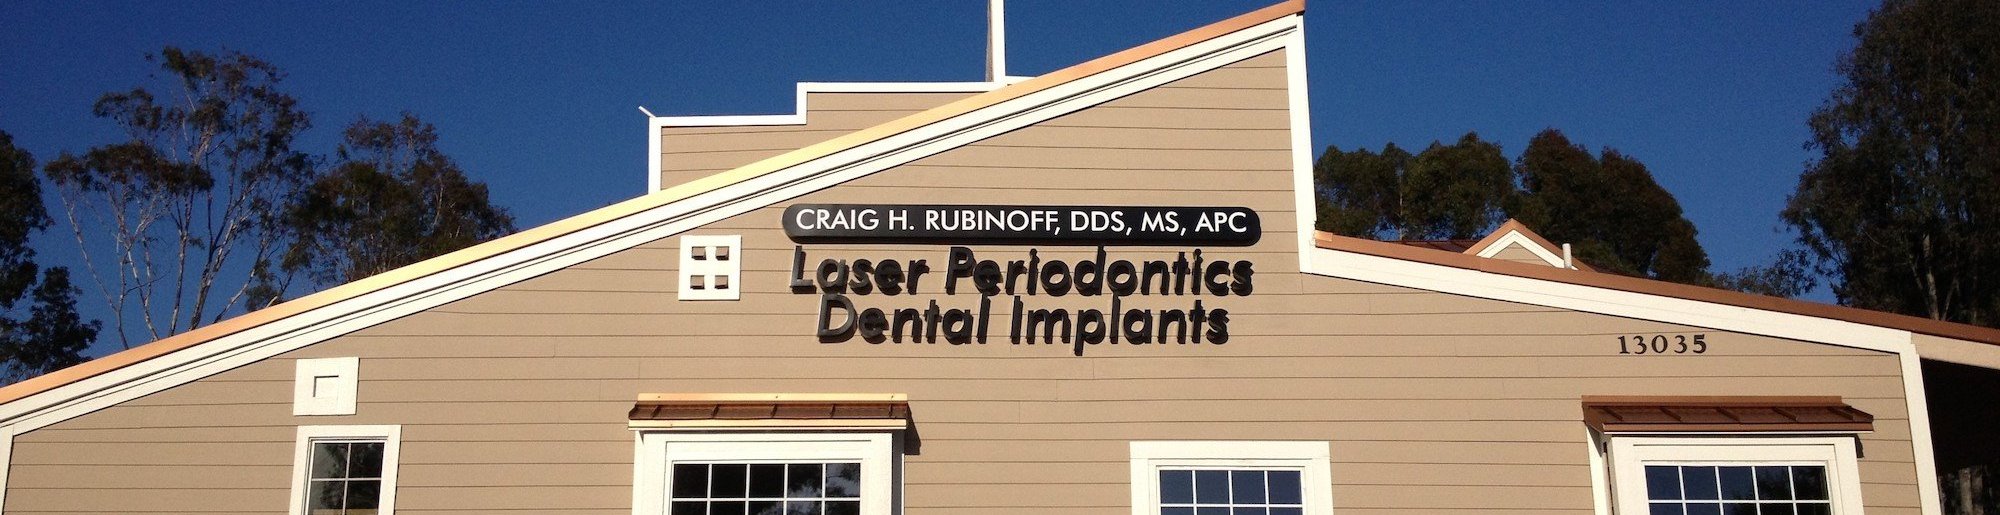 CRAIG H. RUBINOFF, DDS, MS, APC
Laser Periodontics
Dental Implants
13035